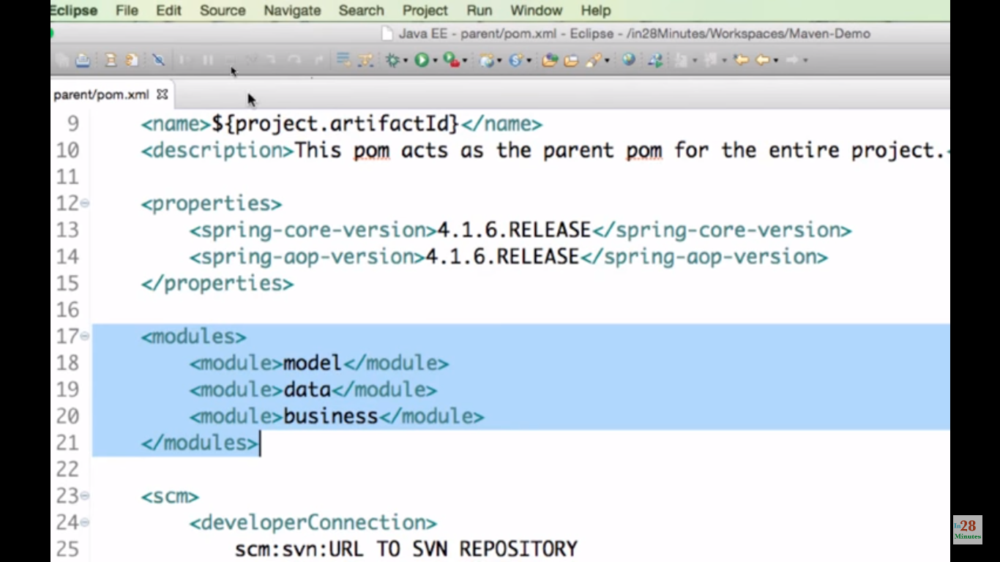 Eclipse File Edit Source Navigate Search Project Run Window Help
Java EE - parent/pom.xml - Eclipse - /in28Minutes/Workspaces/Maven-Demo
parent/pom.xml
9 <name>${project.artifactId}</name>
10 <description>This pom acts as the parent pom for the entire project.<
11
12 <properties>
13 <spring-core-version>4.1.6.RELEASE</spring-core-version>
14 <spring-aop-version>4.1.6.RELEASE</spring-aop-version>
15 </properties>
16
17 <modules>
18 <module>model</module>
19 <module>data</module>
20 <module>business</module>
21 </modules>
22
23 <scm>
24 <developerConnection>
25 scm:svn:URL TO SVN REPOSITORY
In28
Minutes